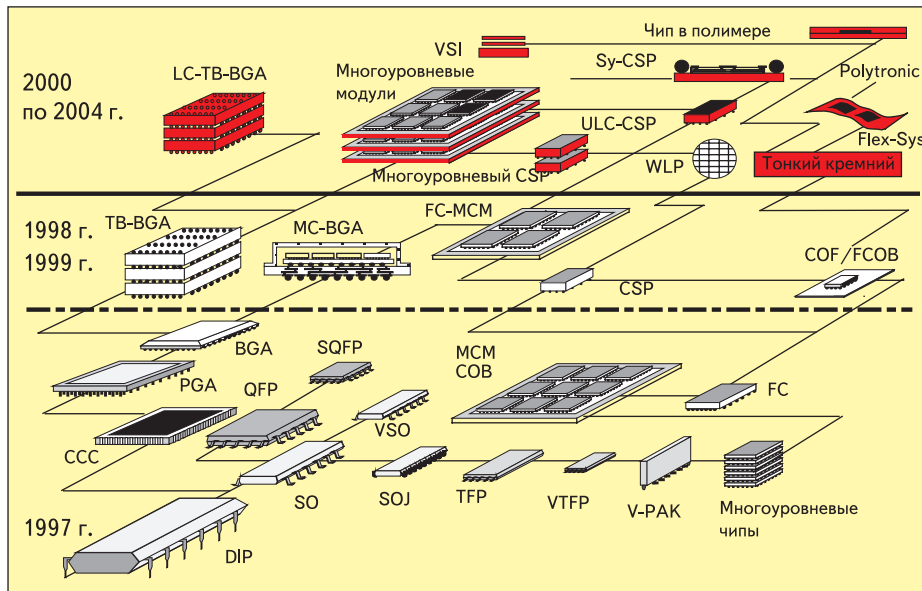 VSI
Чип в полимере
2000
по 2004 г.
LC-TB-BGA
Многоуровневые
модули
Sy-CSP
Polytronic
ULC-CSP
Flex-Sys
Многоуровневый CSP
WLP
Тонкий кремний
1998 г.
1999 г.
TB-BGA
MC-BGA
FC-MCM
CSP
COF/FCOB
BGA
SQFP
MCM
COB
PGA
QFP
FC
VSO
CCC
SO
SOJ
TFP
VTFP
V-PAK
Многоуровневые
чипы
1997 г.
DIP